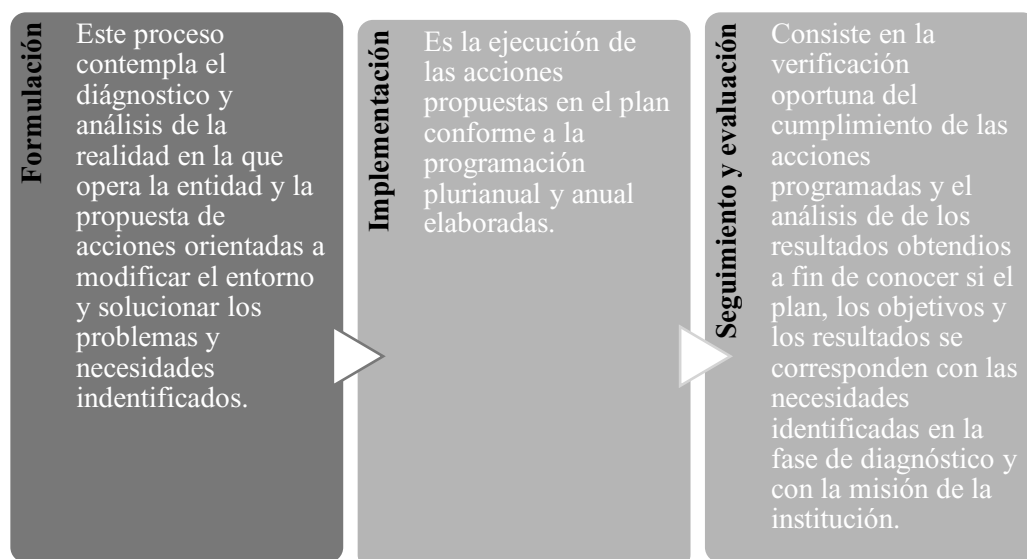 Formulación
Este proceso
contempla el
diágnostico y
análisis de la
realidad en la que
opera la entidad y la
propuesta de
acciones orientadas a
modificar el entorno
y solucionar los
problemas y
necesidades
indentificados.
Implementación
Es la ejecución de
las acciones
propuestas en el plan
conforme a la
programación
plurianual y anual
elaboradas.
Seguimiento y evaluación
Consiste en la
verificación
oportuna del
cumplimiento de las
acciones
programadas y el
análisis de de los
resultados obtendios
a fin de conocer si el
plan, los objetivos y
los resultados se
corresponden con las
necesidades
identificadas en la
fase de diagnóstico y
con la misión de la
institución.